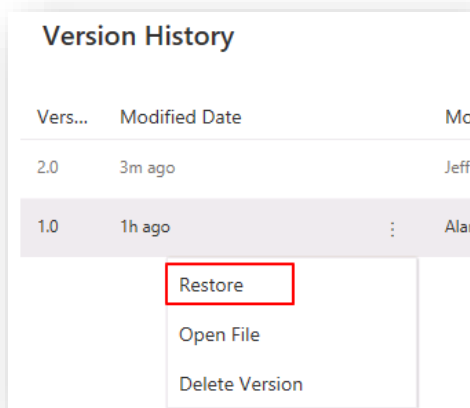 Version History
Vers... Modified Date Mo
2.0 3m ago Jeff
1.0 1h ago Alan
Restore
Open File
Delete Version